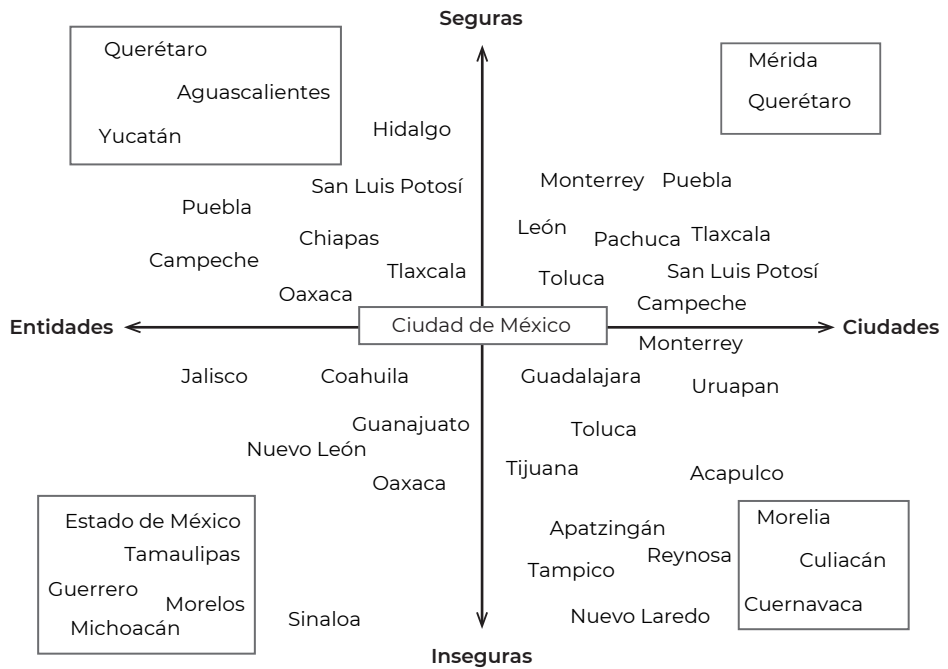 Seguras
Querétaro
Aguascalientes
Yucatán
Mérida
Querétaro
Hidalgo
San Luis Potosí
Puebla
Chiapas
Campeche
Tlaxcala
Oaxaca
Monterrey
Puebla
León
Pachuca
Tlaxcala
Toluca
San Luis Potosí
Campeche
Entidades
Ciudad de México
Ciudades
Monterrey
Jalisco
Coahuila
Guanajuato
Nuevo León
Oaxaca
Guadalajara
Uruapan
Toluca
Tijuana
Acapulco
Estado de México
Tamaulipas
Guerrero
Morelos
Michoacán
Sinaloa
Apatzingán
Reynosa
Tampico
Nuevo Laredo
Morelia
Culiacán
Cuernavaca
Inseguras